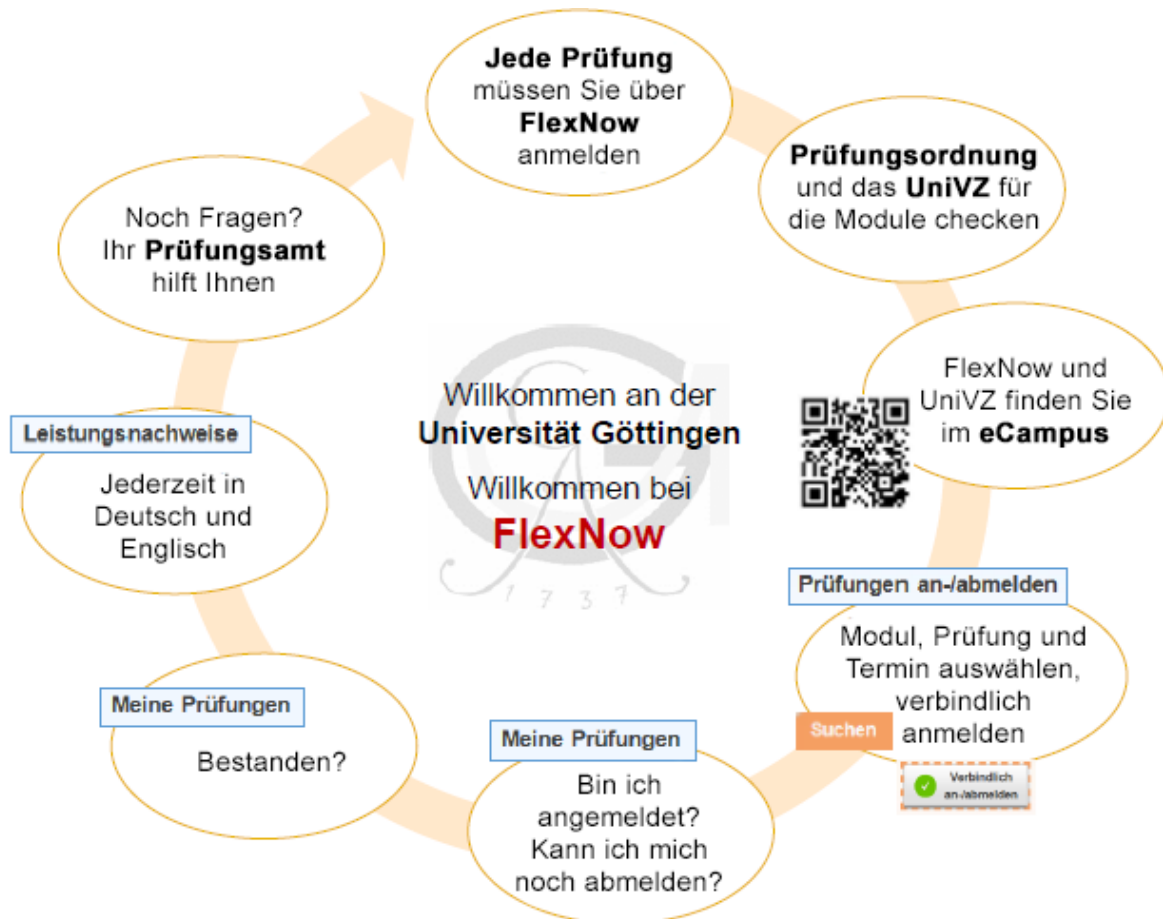 Jede Prüfung
müssen Sie über
FlexNow
anmelden
Prüfungsordnung
und das UniVZ für
die Module checken
FlexNow und
UniVZ finden Sie
im eCampus
Prüfungen an-/abmelden
Modul, Prüfung und
Termin auswählen,
verbindlich
anmelden
Suchen
Verbindlich
an-/abmelden
Meine Prüfungen
Bin ich
angemeldet?
Kann ich mich
noch abmelden?
Meine Prüfungen
Bestanden?
Leistungsnachweise
Jederzeit in
Deutsch und
Englisch
Noch Fragen?
Ihr Prüfungsamt
hilft Ihnen
Willkommen an der
Universität Göttingen
Willkommen bei
FlexNow
1737